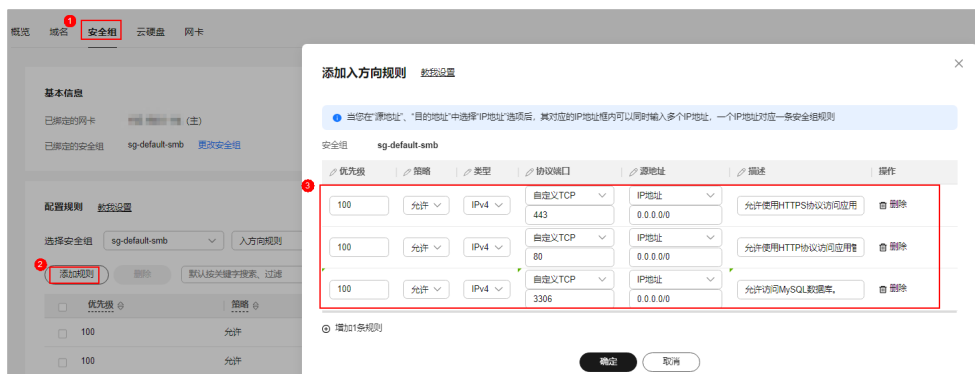 1
概览 域名 安全组 云硬盘 网卡
基本信息
已绑定的网卡 (主)
已绑定的安全组 sg-default-smb 更改安全组
配置规则 教我设置
选择安全组 sg-default-smb 入方向规则
2
添加规则 删除 默认按关键字搜索、过滤
优先级 策略
100 允许
100 允许
添加入方向规则 教我设置
当您在"源地址"、"目的地址"中选择"IP地址"选项后，其对应的IP地址框内可以同时输入多个IP地址，一个IP地址对应一条安全组规则
安全组 sg-default-smb
优先级 策略 类型 协议端口 源地址 描述 操作
3
100 允许 IPv4 自定义TCP IP地址 允许使用HTTPS协议访问应用 删除
443 0.0.0.0/0
100 允许 IPv4 自定义TCP IP地址 允许使用HTTP协议访问应用 删除
80 0.0.0.0/0
100 允许 IPv4 自定义TCP IP地址 允许访问MySQL数据库。 删除
3306 0.0.0.0/0
增加1条规则
确定 取消